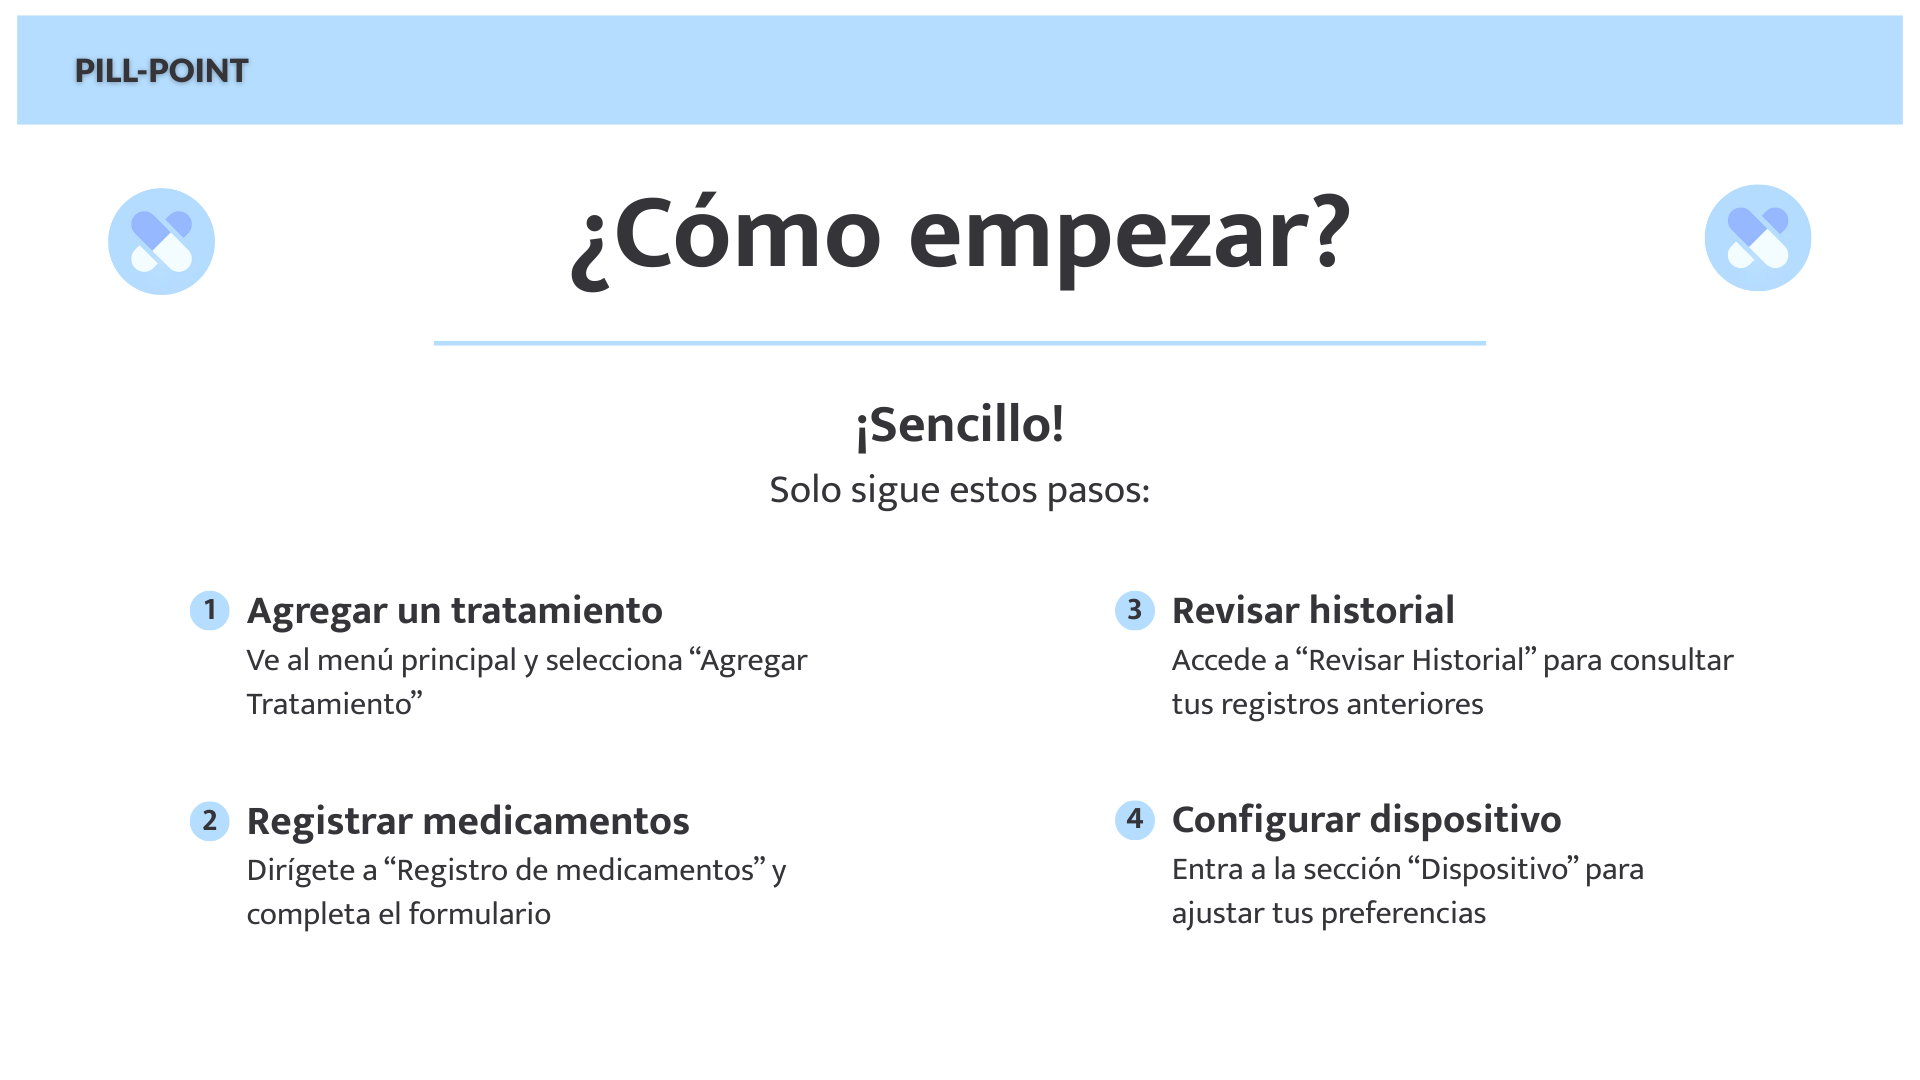 PILL-POINT
¿Cómo empezar?
¡Sencillo!
Solo sigue estos pasos:
1 Agregar un tratamiento
Ve al menú principal y selecciona “Agregar
Tratamiento”
2 Registrar medicamentos
Dirígete a “Registro de medicamentos” y
completa el formulario
3 Revisar historial
Accede a “Revisar Historial” para consultar
tus registros anteriores
4 Configurar dispositivo
Entra a la sección “Dispositivo” para
ajustar tus preferencias